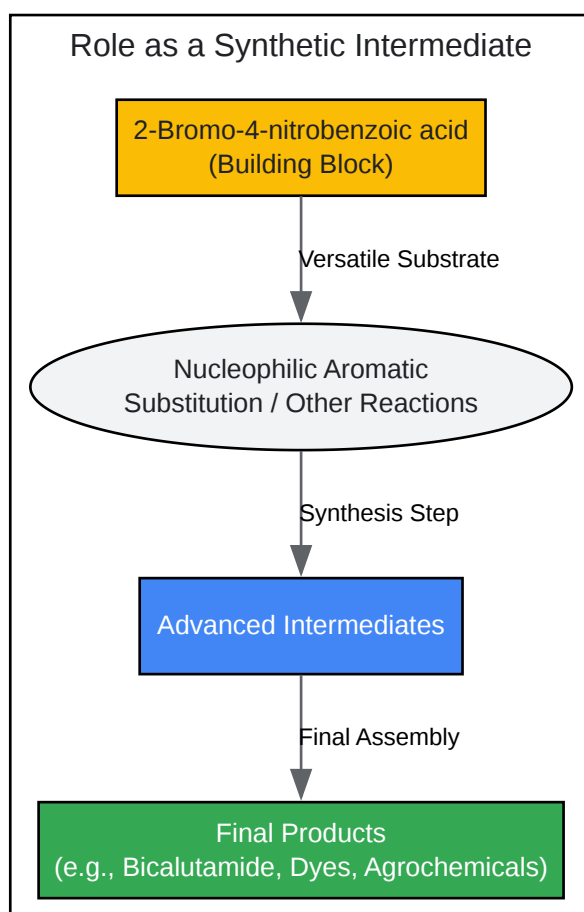 Role as a Synthetic Intermediate
2-Bromo-4-nitrobenzoic acid
(Building Block)
Versatile Substrate
Nucleophilic Aromatic
Substitution / Other Reactions
Synthesis Step
Advanced Intermediates
Final Assembly
Final Products
(e.g., Bicalutamide, Dyes, Agrochemicals)